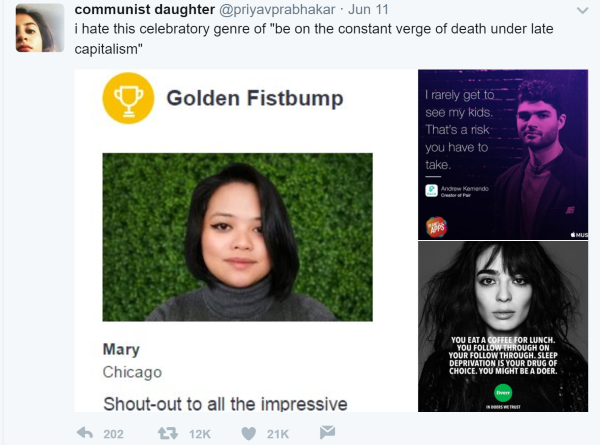 communist daughter @priyavprabhakar · Jun 11
i hate this celebratory genre of "be on the constant verge of death under late
capitalism"
Golden Fistbump
Mary
Chicago
Shout-out to all the impressive
I rarely get to
see my kids.
That's a risk
you have to
take.
Andrew Kemendo
Creator of Pair
APPS
MUS
YOU EAT A COFFEE FOR LUNCH.
YOU FOLLOW THROUGH ON
YOUR FOLLOW THROUGH. SLEEP
DEPRIVATION IS YOUR DRUG OF
CHOICE. YOU MIGHT BE A DOER.
fiverr
IN DOERS WE TRUST
202 12K 21K